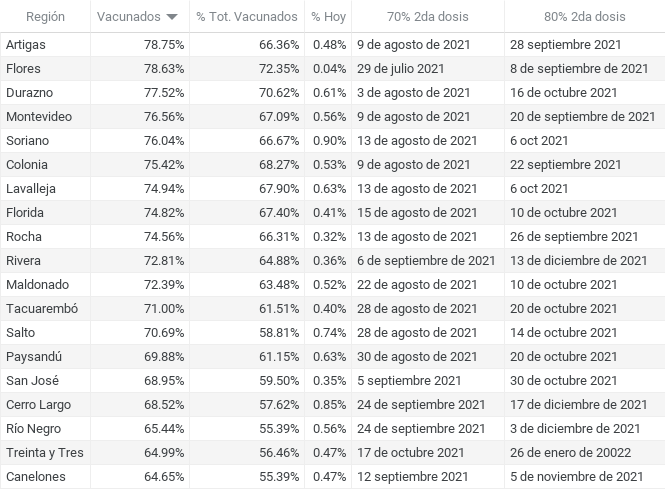 Región Vacunados % Tot. Vacunados % Hoy 70% 2da dosis 80% 2da dosis
Artigas 78.75% 66.36% 0.48% 9 de agosto de 2021 28 septiembre 2021
Flores 78.63% 72.35% 0.04% 29 de julio 2021 8 de septiembre de 2021
Durazno 77.52% 70.62% 0.61% 3 de agosto de 2021 16 de octubre 2021
Montevideo 76.56% 67.09% 0.56% 9 de agosto de 2021 20 de septiembre de 2021
Soriano 76.04% 66.67% 0.90% 13 de agosto de 2021 6 oct 2021
Colonia 75.42% 68.27% 0.53% 9 de agosto de 2021 22 septiembre 2021
Lavalleja 74.94% 67.90% 0.63% 13 de agosto de 2021 6 oct 2021
Florida 74.82% 67.40% 0.41% 15 de agosto de 2021 10 de octubre 2021
Rocha 74.56% 66.31% 0.32% 13 de agosto de 2021 26 de septiembre 2021
Rivera 72.81% 64.88% 0.36% 6 de septiembre de 2021 13 de diciembre de 2021
Maldonado 72.39% 63.48% 0.52% 22 de agosto de 2021 10 de octubre 2021
Tacuarembó 71.00% 61.51% 0.40% 28 de agosto de 2021 20 de octubre 2021
Salto 70.69% 58.81% 0.74% 28 de agosto de 2021 14 de octubre 2021
Paysandú 69.88% 61.15% 0.63% 30 de agosto de 2021 20 de octubre 2021
San José 68.95% 59.50% 0.35% 5 septiembre 2021 30 de octubre 2021
Cerro Largo 68.52% 57.62% 0.85% 24 de septiembre de 2021 17 de diciembre de 2021
Río Negro 65.44% 55.39% 0.56% 24 de septiembre de 2021 3 de diciembre de 2021
Treinta y Tres 64.99% 56.46% 0.47% 17 de octubre de 2021 26 de enero de 20022
Canelones 64.65% 55.39% 0.47% 12 septiembre 2021 5 de noviembre de 2021